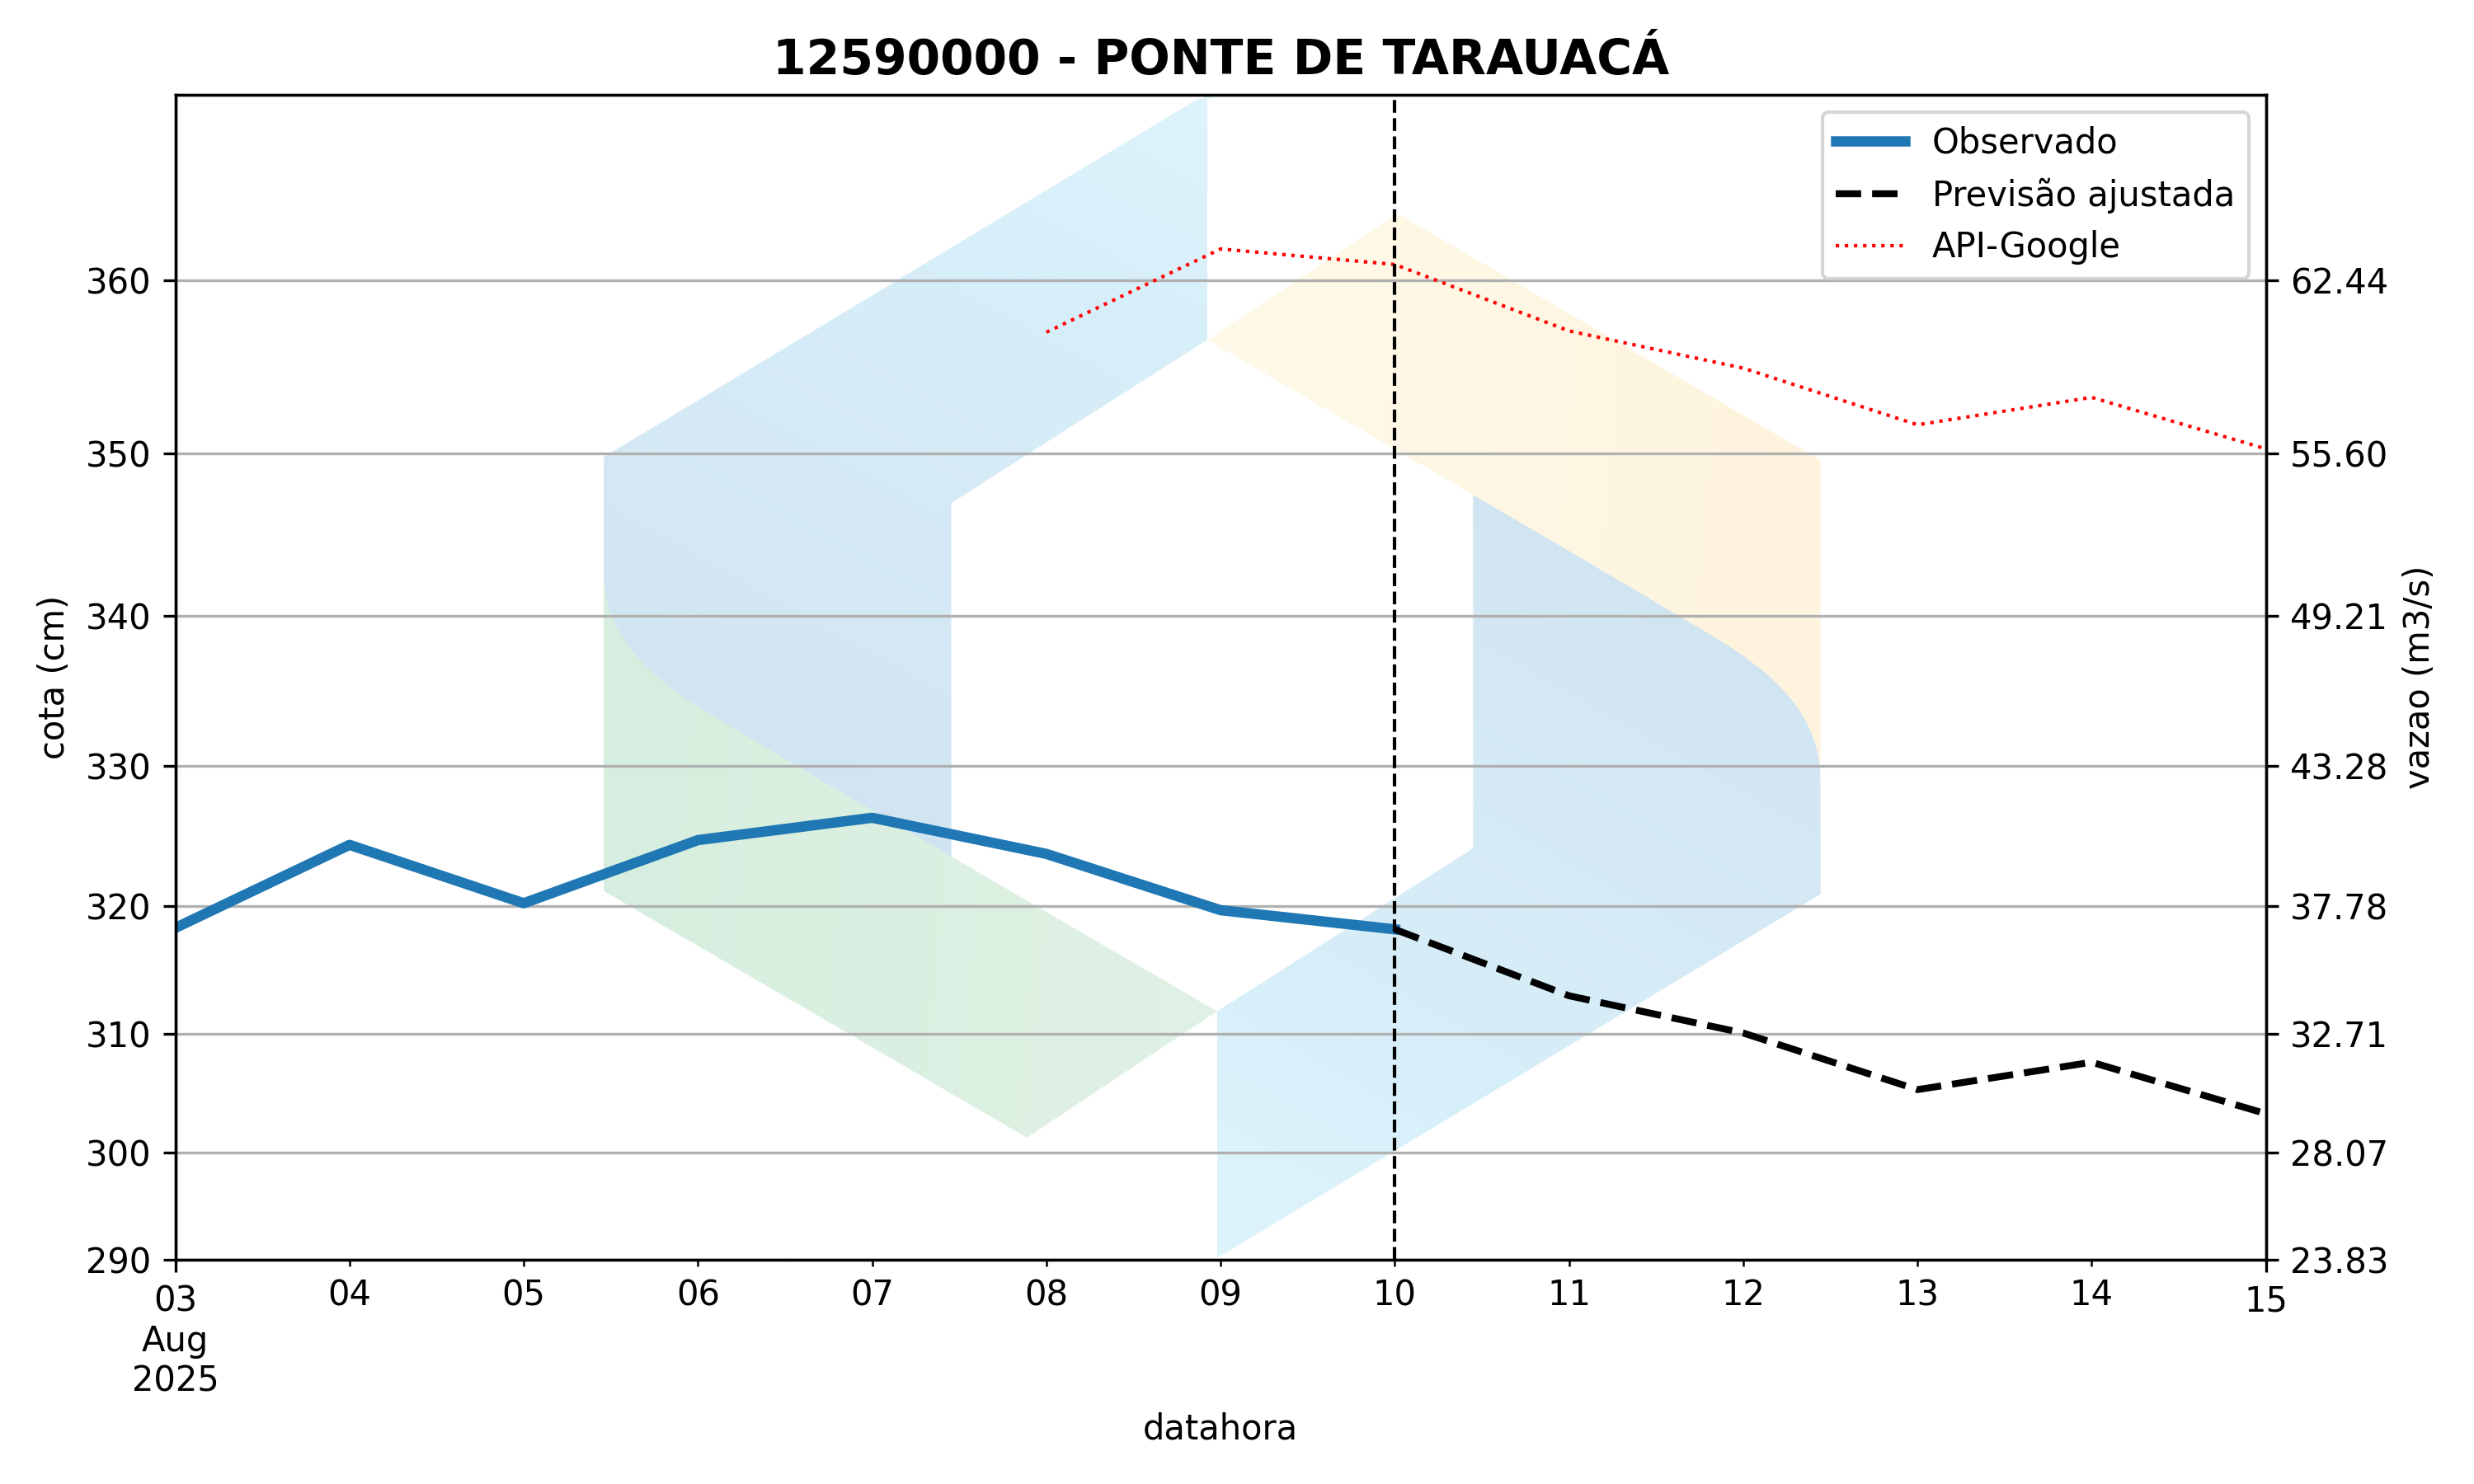 12590000 - PONTE DE TARAUACÁ
Observado
Previsão ajustada
API-Google
cota (cm)
360
350
340
330
320
310
300
290
62.44
55.60
49.21
43.28
37.78
32.71
28.07
23.83
vazao (m3/s)
03 04 05 06 07 08 09 10 11 12 13 14 15
Aug
2025
datahora